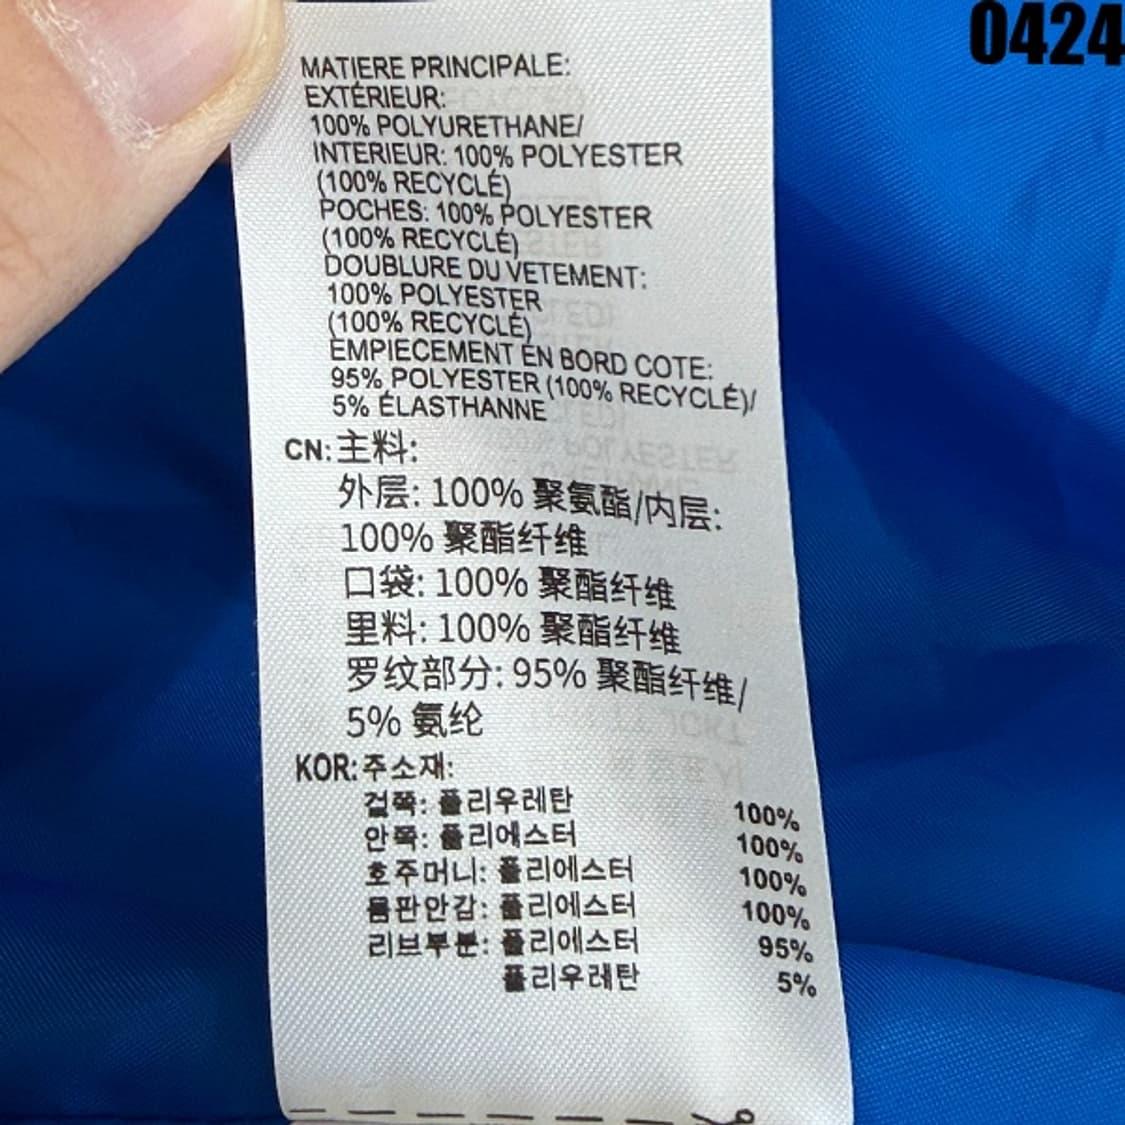 0424
MATIERE PRINCIPALE:
EXTÉRIEUR:
100% POLYURETHANE/
INTERIEUR: 100% POLYESTER
(100% RECYCLÉ)
POCHES: 100% POLYESTER
(100% RECYCLÉ)
DOUBLURE DU VETEMENT:
100% POLYESTER
(100% RECYCLÉ)
EMPIECEMENT EN BORD COTE:
95% POLYESTER (100% RECYCLÉ)/
5% ÉLASTHANNE
CN: 主料:
外层: 100% 聚氨酯/内层:
100% 聚酯纤维
口袋: 100% 聚酯纤维
里料: 100% 聚酯纤维
罗纹部分: 95% 聚酯纤维/
5% 氨纶
KOR: 주소재:
겉쪽: 폴리우레탄 100%
안쪽: 폴리에스터 100%
호주머니: 폴리에스터 100%
몸판안감: 폴리에스터 100%
리브부분: 폴리에스터 95%
폴리우레탄 5%